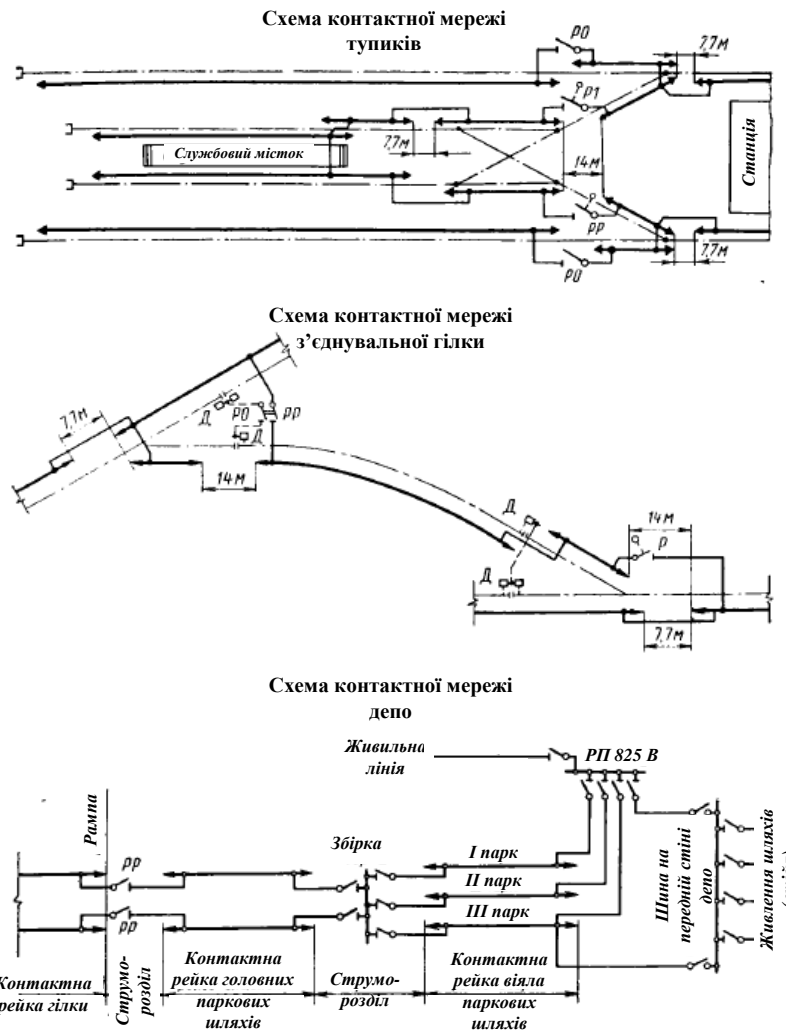 Схема контактної мережі
тупиків
РО
7,7м
Р1
7,7м
Службовий місток
14м
Станція
РР
7,7м
РО
Схема контактної мережі
з’єднувальної гілки
7,7м
Д
РО
РР
Д
14м
Д
14м
Р
Д
7,7м
Схема контактної мережі
депо
Живильна
лінія
РП 825 В
Рампа
Збірка
РР
І парк
ІІ парк
ІІІ парк
РР
Шина на
передній стіні
депо
Живлення шляхів
Контактна
рейка гілки
Струмо-
розділ
Контактна
рейка головних
паркових
шляхів
Струмо-
розділ
Контактна
рейка віяла
паркових
шляхів